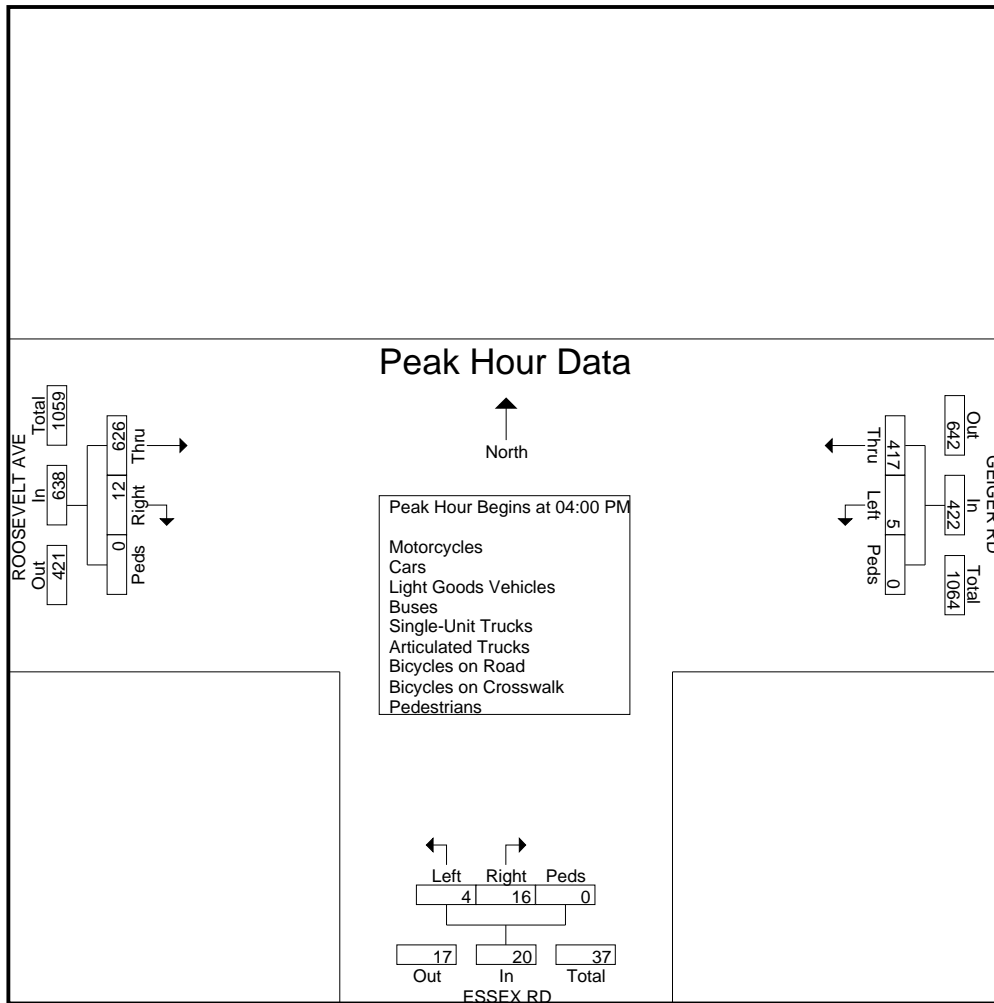 Peak Hour Data
North
Peak Hour Begins at 04:00 PM
Motorcycles
Cars
Light Goods Vehicles
Buses
Single-Unit Trucks
Articulated Trucks
Bicycles on Road
Bicycles on Crosswalk
Pedestrians
ROOSEVELT AVE
Out In Total
421 638 1059
0 12 626
Peds Right Thru
GEIGER RD
Out In Total
642 422 1064
417 5 0
Thru Left Peds
Left Right Peds
4 16 0
17 20 37
Out In Total
ESSEX RD